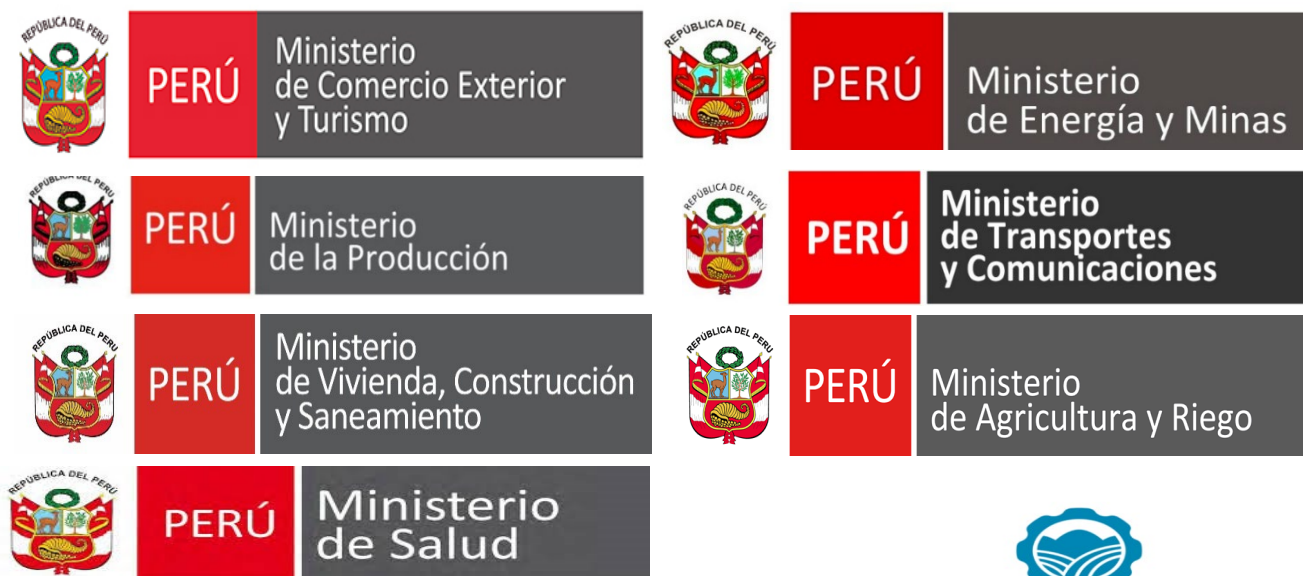 REPÚBLICA DEL PERÚ
PERÚ
Ministerio
de Comercio Exterior
y Turismo
REPÚBLICA DEL PERÚ
PERÚ
Ministerio
de Energía y Minas
REPÚBLICA DEL PERÚ
PERÚ
Ministerio
de la Producción
REPÚBLICA DEL PERÚ
PERÚ
Ministerio
de Transportes
y Comunicaciones
REPÚBLICA DEL PERÚ
PERÚ
Ministerio
de Vivienda, Construcción
y Saneamiento
REPÚBLICA DEL PERÚ
PERÚ
Ministerio
de Agricultura y Riego
REPÚBLICA DEL PERÚ
PERÚ
Ministerio
de Salud